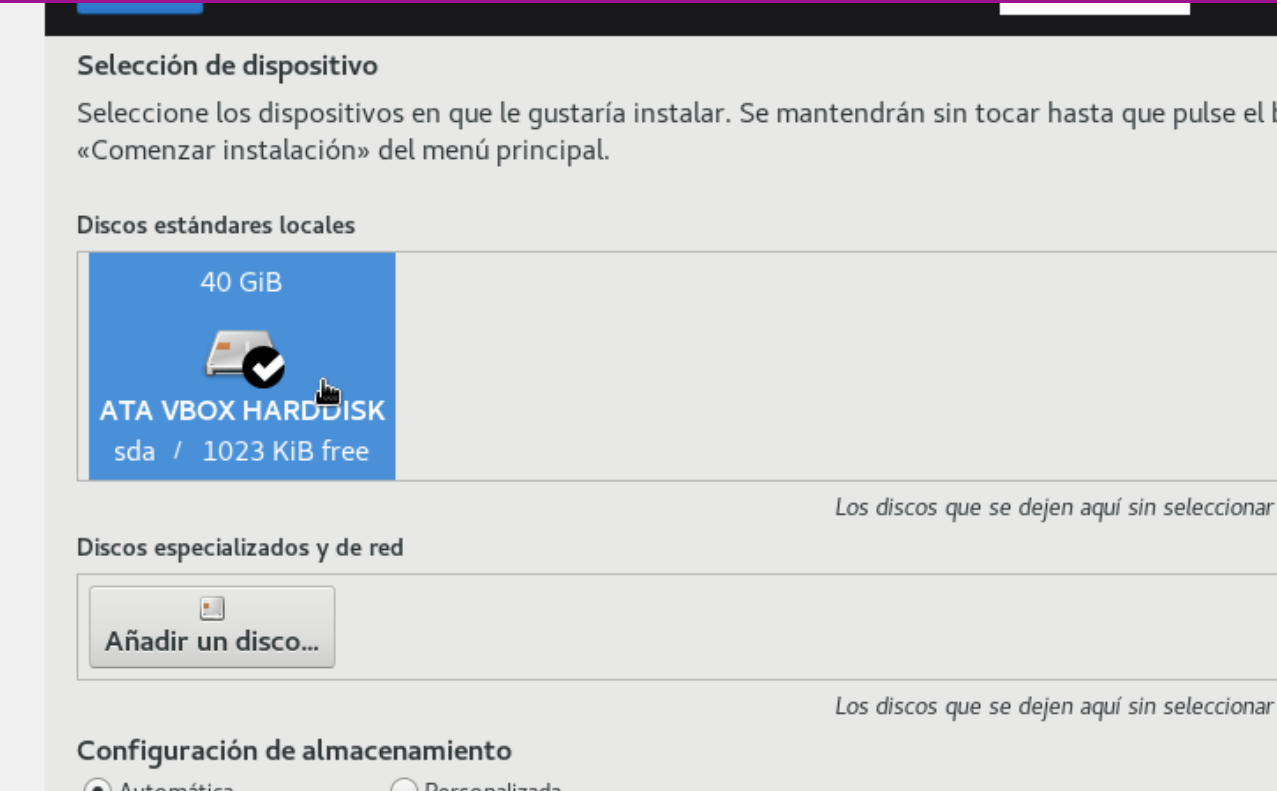 Selección de dispositivo
Seleccione los dispositivos en que le gustaría instalar. Se mantendrán sin tocar hasta que pulse el
«Comenzar instalación» del menú principal.
Discos estándares locales
40 GiB
ATA VBOX HARDDISK
sda / 1023 KiB free
Los discos que se dejen aquí sin seleccionar
Discos especializados y de red
Añadir un disco...
Los discos que se dejen aquí sin seleccionar
Configuración de almacenamiento
Automática Personalizada